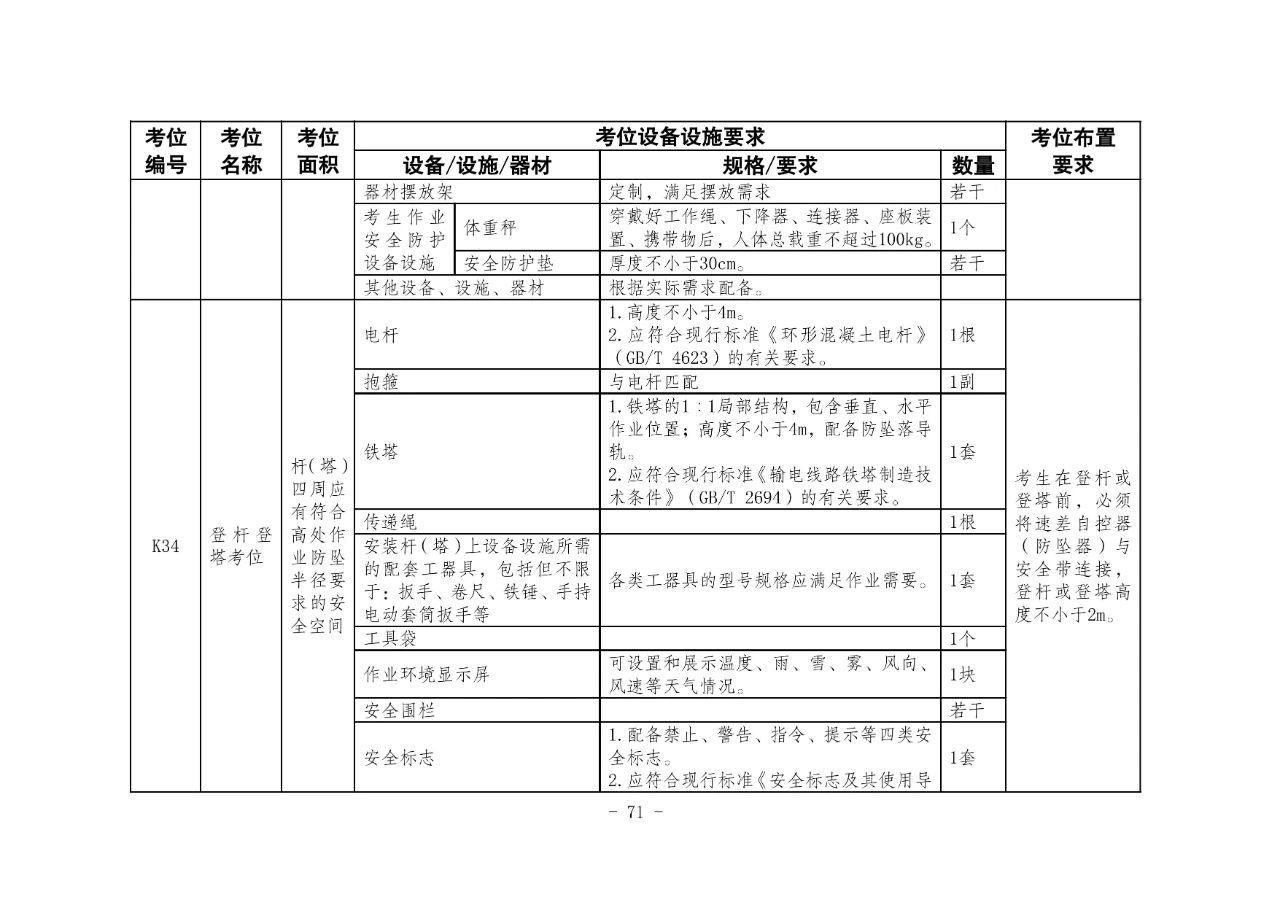 考位
编号
考位
名称
考位
面积
考位设备设施要求
考位布置
要求
设备/设施/器材
规格/要求
数量
器材摆放架
定制，满足摆放需求
若干
考生作业
安全防护
设备设施
体重秤
穿戴好工作绳、下降器、连接器、座板装
置、携带物后，人体总载重不超过100kg。
1个
安全防护垫
厚度不小于30cm。
若干
其他设备、设施、器材
根据实际需求配备。
K34
登杆登
塔考位
杆（塔）
四周应
有符合
高处作
业防坠
半径要
求的安
全空间
电杆
1.高度不小于4m。
2.应符合现行标准《环形混凝土电杆》
（GB/T 4623）的有关要求。
1根
抱箍
与电杆匹配
1副
铁塔
1.铁塔的1：1局部结构，包含垂直、水平
作业位置；高度不小于4m，配备防坠落导
轨。
2.应符合现行标准《输电线路铁塔制造技
术条件》（GB/T 2694）的有关要求。
1套
传递绳
1根
安装杆（塔）上设备设施所需
的配套工器具，包括但不限
于：扳手、卷尺、铁锤、手持
电动套筒扳手等
各类工器具的型号规格应满足作业需要。
1套
工具袋
1个
作业环境显示屏
可设置和展示温度、雨、雪、雾、风向、
风速等天气情况。
1块
安全围栏
若干
安全标志
1.配备禁止、警告、指令、提示等四类安
全标志。
2.应符合现行标准《安全标志及其使用导
1套
考生在登杆或
登塔前，必须
将速差自控器
（防坠器）与
安全带连接，
登杆或登塔高
度不小于2m。
- 71 -